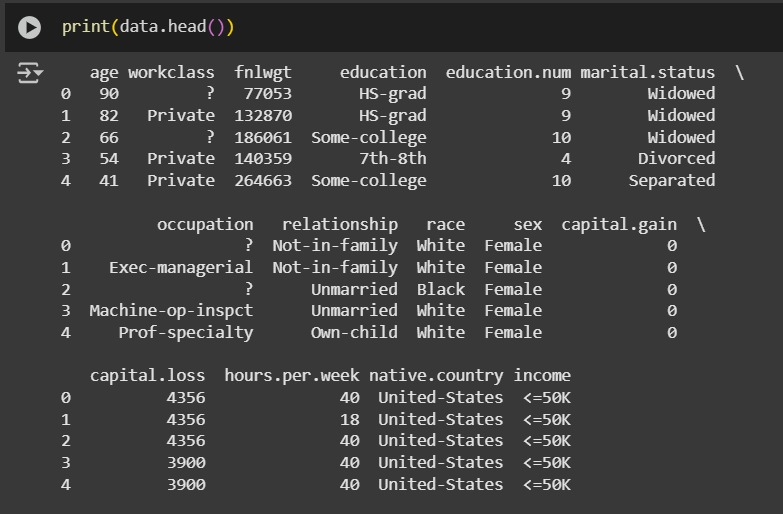 print(data.head())
age workclass fnlwgt education education.num marital.status \
0 90 ? 77053 HS-grad 9 Widowed
1 82 Private 132870 HS-grad 9 Widowed
2 66 ? 186061 Some-college 10 Widowed
3 54 Private 140359 7th-8th 4 Divorced
4 41 Private 264663 Some-college 10 Separated
occupation relationship race sex capital.gain \
0 ? Not-in-family White Female 0
1 Exec-managerial Not-in-family White Female 0
2 ? Unmarried Black Female 0
3 Machine-op-inspct Unmarried White Female 0
4 Prof-specialty Own-child White Female 0
capital.loss hours.per.week native.country income
0 4356 40 United-States <=50K
1 4356 18 United-States <=50K
2 4356 40 United-States <=50K
3 3900 40 United-States <=50K
4 3900 40 United-States <=50K